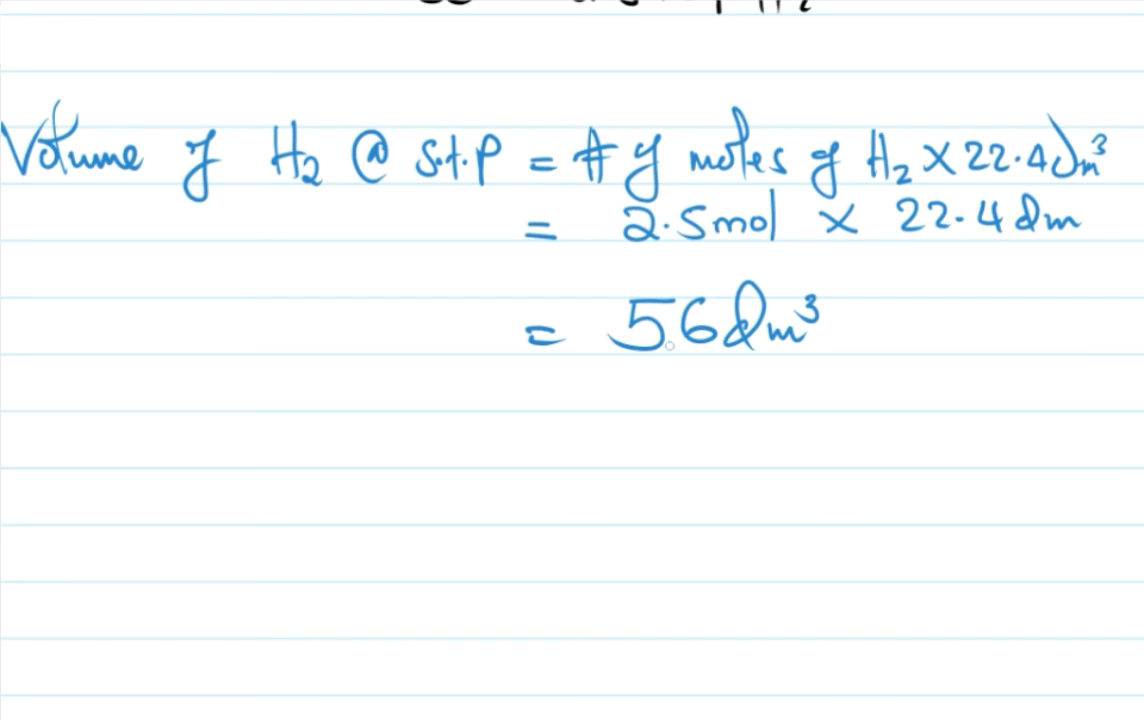 Volume of H₂ @ s.t.p = # of moles of H₂ x 22.4dm³
= 2.5mol x 22.4dm
= 56dm³